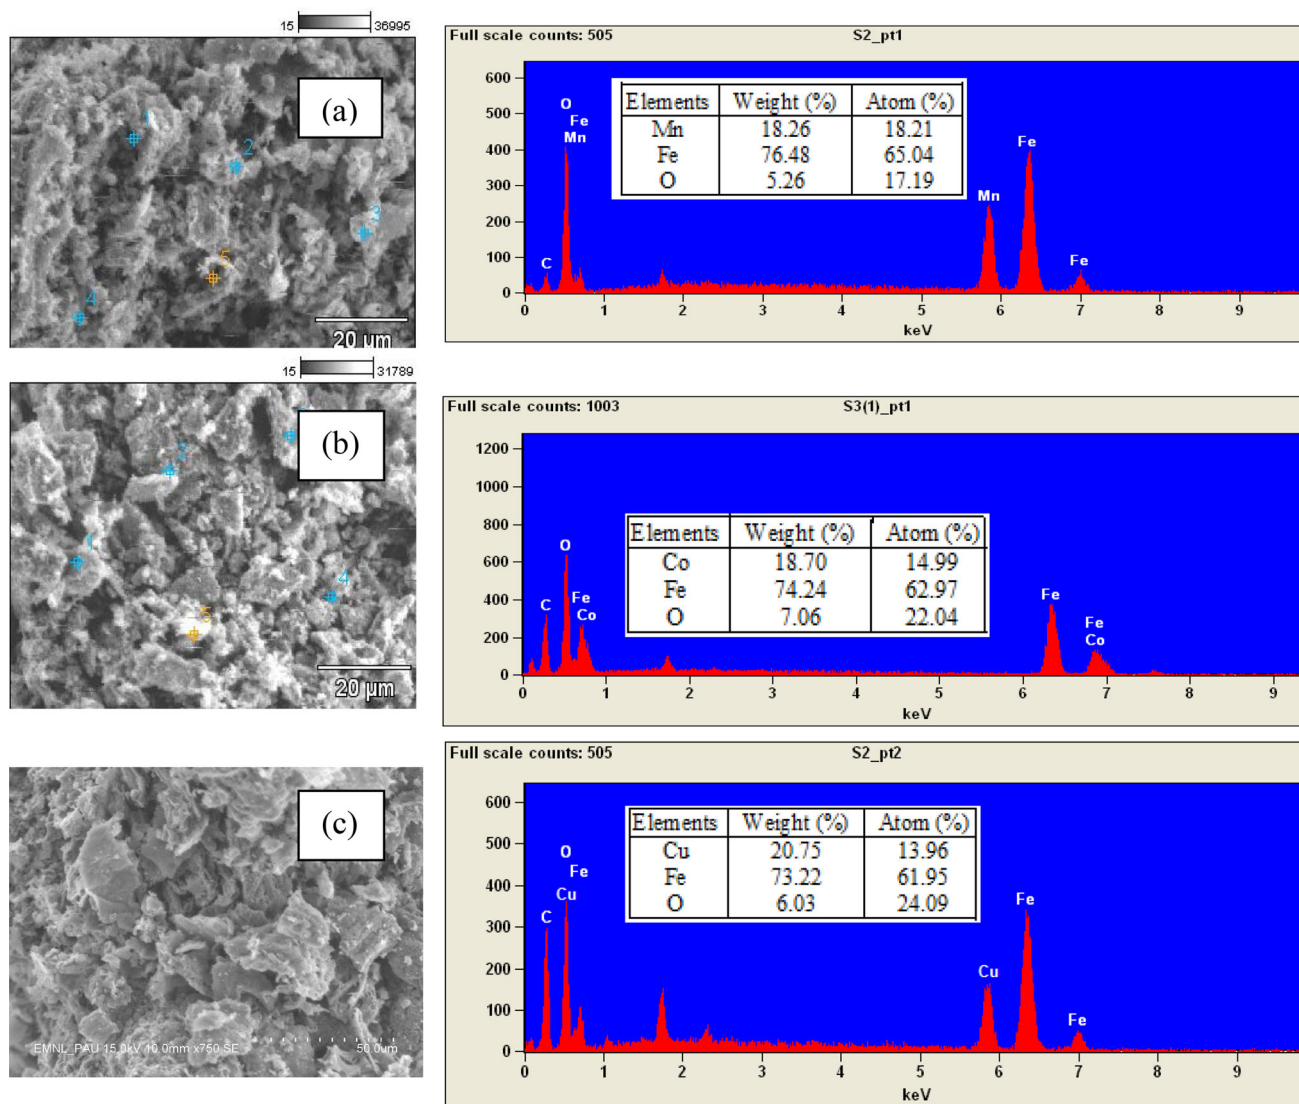 15 36995
(a)
1
2
3
5
4
20 µm
Full scale counts: 505 S2_pt1
600
500
400
300
200
100
0
O
Fe
Mn
C
Mn
Fe
Fe
Elements Weight (%) Atom (%)
Mn 18.26 18.21
Fe 76.48 65.04
O 5.26 17.19
0 1 2 3 4 5 6 7 8 9
keV
15 31789
(b)
2
1
4
5
20 µm
Full scale counts: 1003 S3(1)_pt1
1200
1000
800
600
400
200
0
O
C
Fe
Co
Fe
Fe
Co
Elements Weight (%) Atom (%)
Co 18.70 14.99
Fe 74.24 62.97
O 7.06 22.04
0 1 2 3 4 5 6 7 8 9
keV
(c)
EMNL_PAU 15.0kV 10.0mm x750 SE 50.0um
Full scale counts: 505 S2_pt2
600
500
400
300
200
100
0
O
Fe
Cu
C
Cu
Fe
Fe
Elements Weight (%) Atom (%)
Cu 20.75 13.96
Fe 73.22 61.95
O 6.03 24.09
0 1 2 3 4 5 6 7 8 9
keV